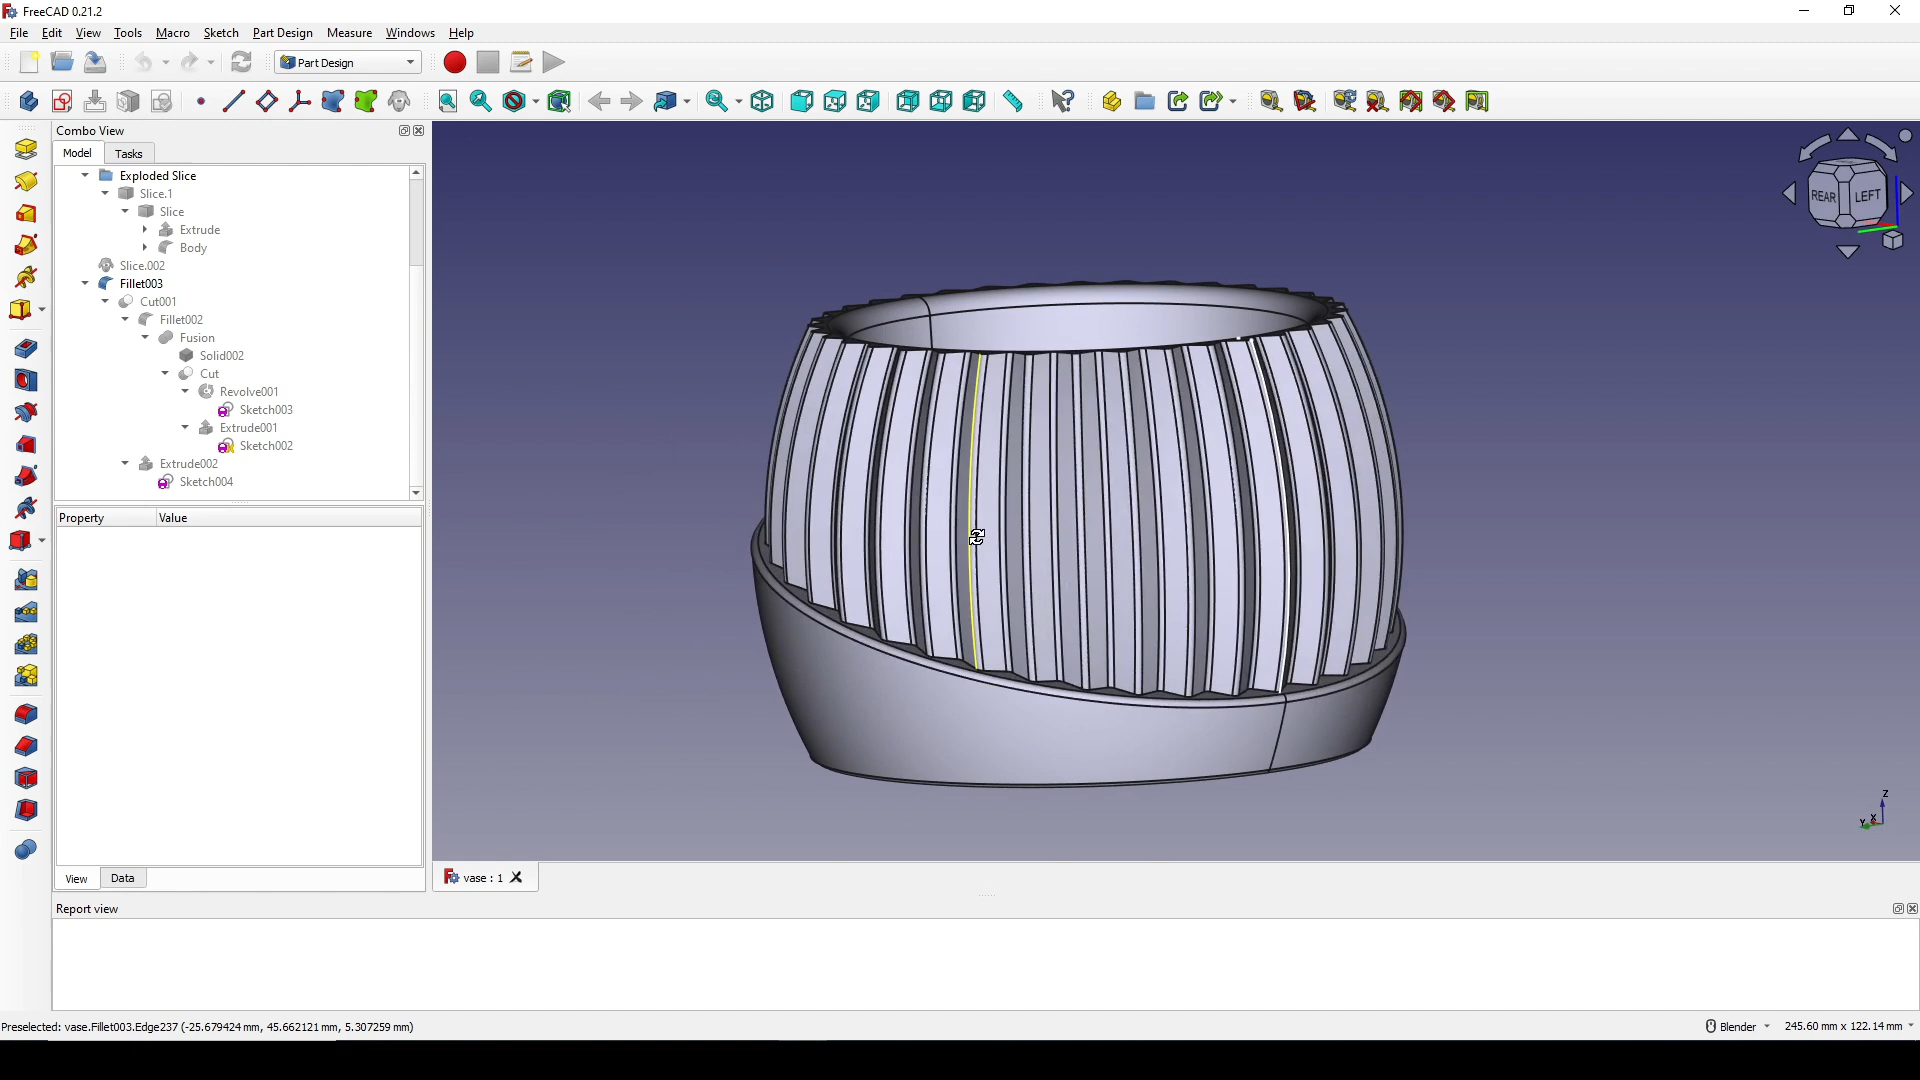 FreeCAD 0.21.2
File Edit View Tools Macro Sketch Part Design Measure Windows Help
Part Design
Combo View
Model Tasks
Exploded Slice
Slice.1
Slice
Extrude
Body
Slice.002
Fillet003
Cut001
Fillet002
Fusion
Solid002
Cut
Revolve001
Sketch003
Extrude001
Sketch002
Extrude002
Sketch004
Property Value
View Data
REAR LEFT
Z
Y X
vase : 1
Report view
Preselected: vase.Fillet003.Edge237 (-25.679424 mm, 45.662121 mm, 5.307259 mm)
Blender 245.60 mm x 122.14 mm